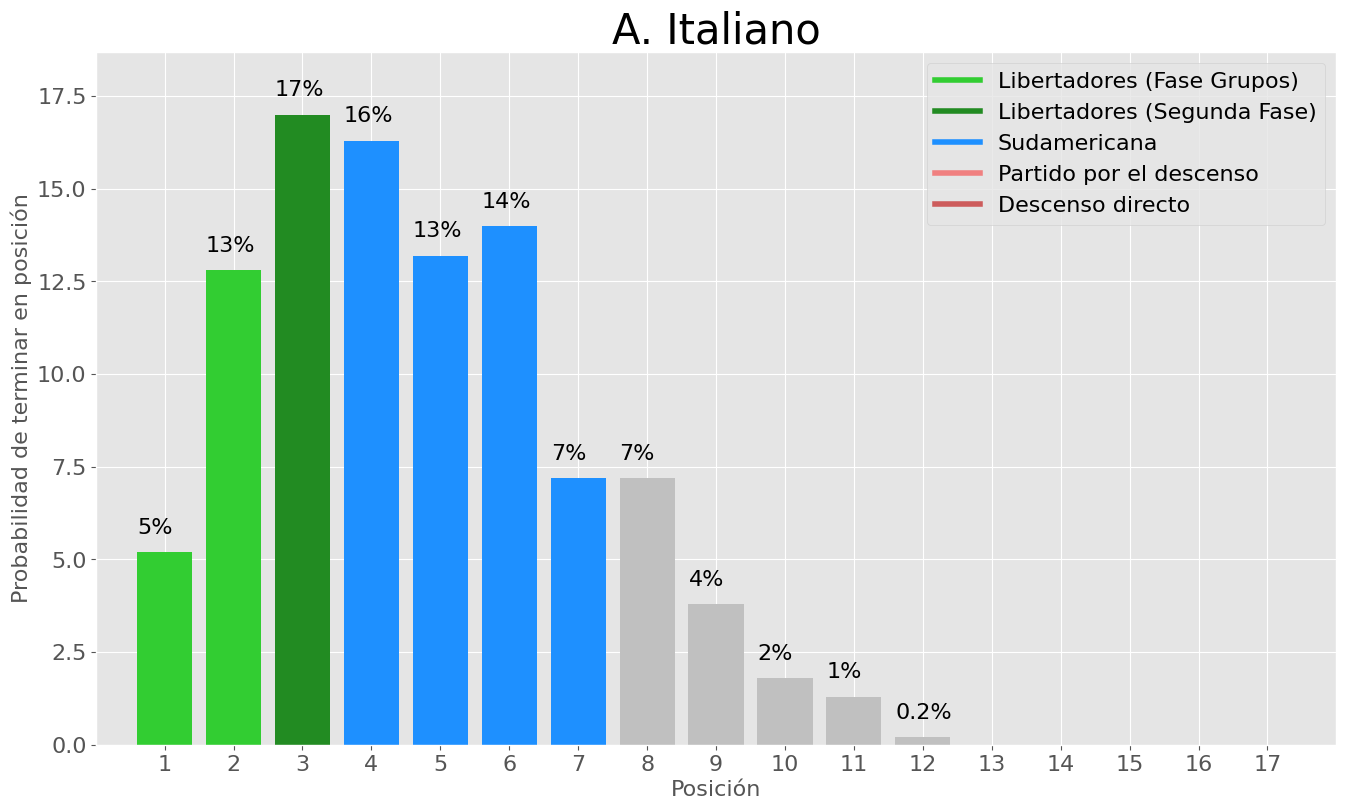 A. Italiano
Libertadores (Fase Grupos)
Libertadores (Segunda Fase)
Sudamericana
Partido por el descenso
Descenso directo
Probabilidad de terminar en posición
17.5
15.0
12.5
10.0
7.5
5.0
2.5
0.0
5%
13%
17%
16%
13%
14%
7%
7%
4%
2%
1%
0.2%
1 2 3 4 5 6 7 8 9 10 11 12 13 14 15 16 17
Posición